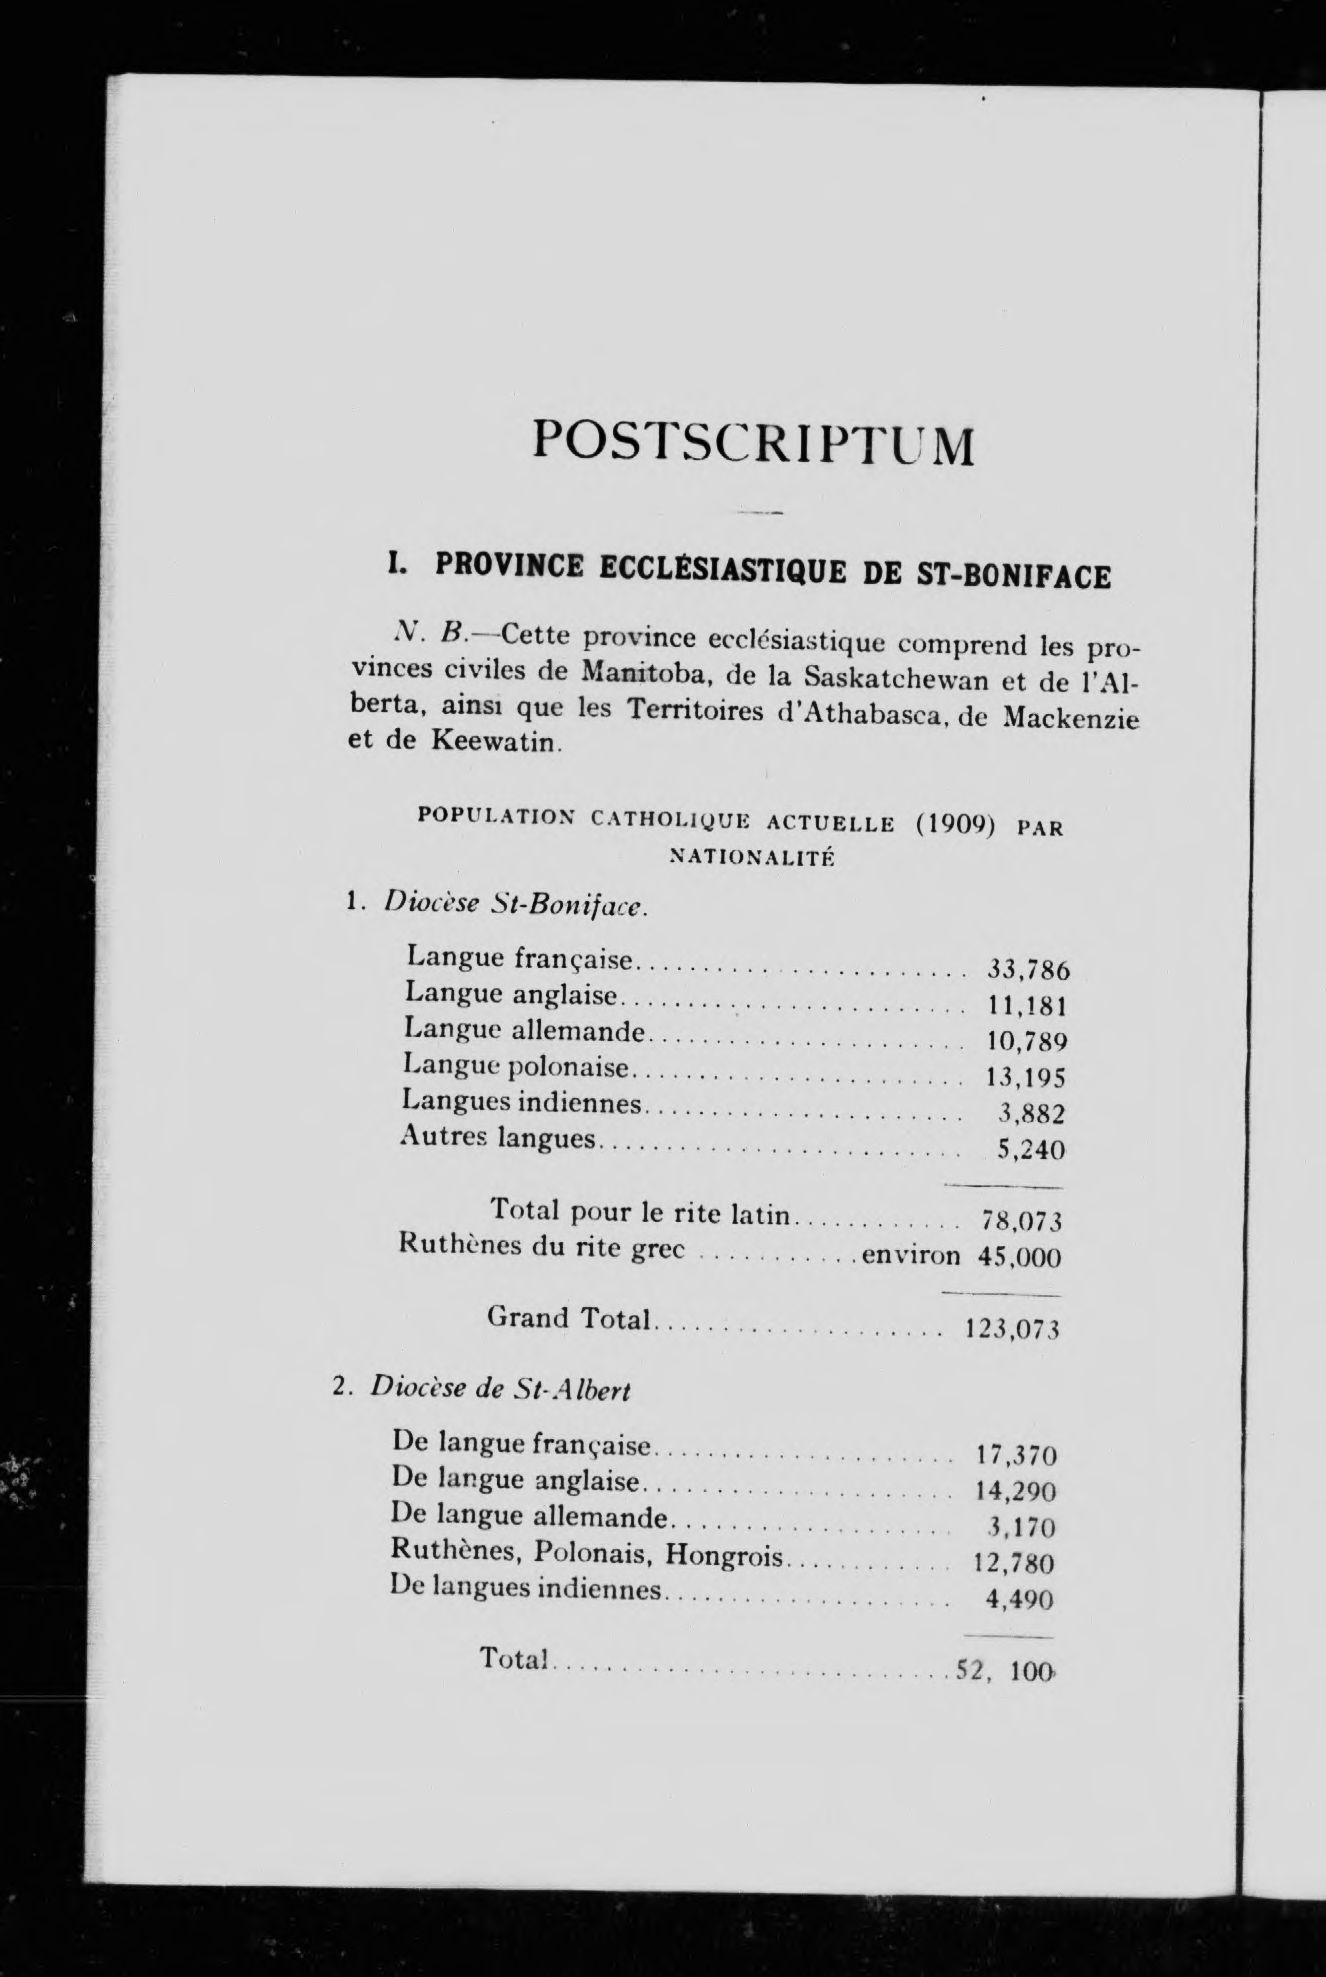 POSTSCRIPTUM
I. PROVINCE ECCLÉSIASTIQUE DE ST-BONIFACE
N. B.—Cette province ecclésiastique comprend les pro-
vinces civiles de Manitoba, de la Saskatchewan et de l'Al-
berta, ainsi que les Territoires d'Athabasca, de Mackenzie
et de Keewatin.
POPULATION CATHOLIQUE ACTUELLE (1909) PAR
NATIONALITÉ
1. Diocèse St-Boniface.
Langue française.......................... 33,786
Langue anglaise.......................... 11,181
Langue allemande........................ 10,789
Langue polonaise......................... 13,195
Langues indiennes........................ 3,882
Autres langues........................... 5,240
Total pour le rite latin............. 78,073
Ruthènes du rite grec ...........environ 45,000
Grand Total...................... 123,073
2. Diocèse de St-Albert
De langue française....................... 17,370
De langue anglaise....................... 14,290
De langue allemande..................... 3,170
Ruthènes, Polonais, Hongrois............. 12,780
De langues indiennes..................... 4,490
Total............................52, 100